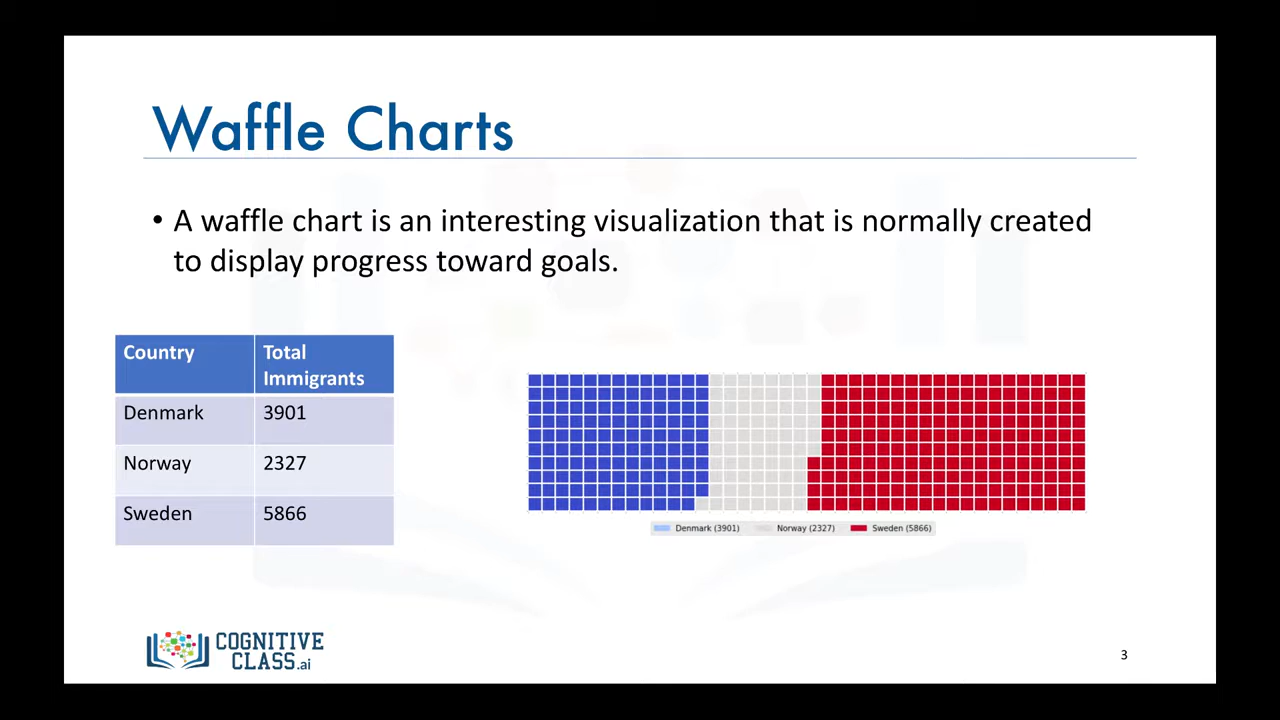 Waffle Charts
• A waffle chart is an interesting visualization that is normally created
to display progress toward goals.
Country Total
Immigrants
Denmark 3901
Norway 2327
Sweden 5866
Denmark (3901) Norway (2327) Sweden (5866)
COGNITIVE
CLASS.ai
3